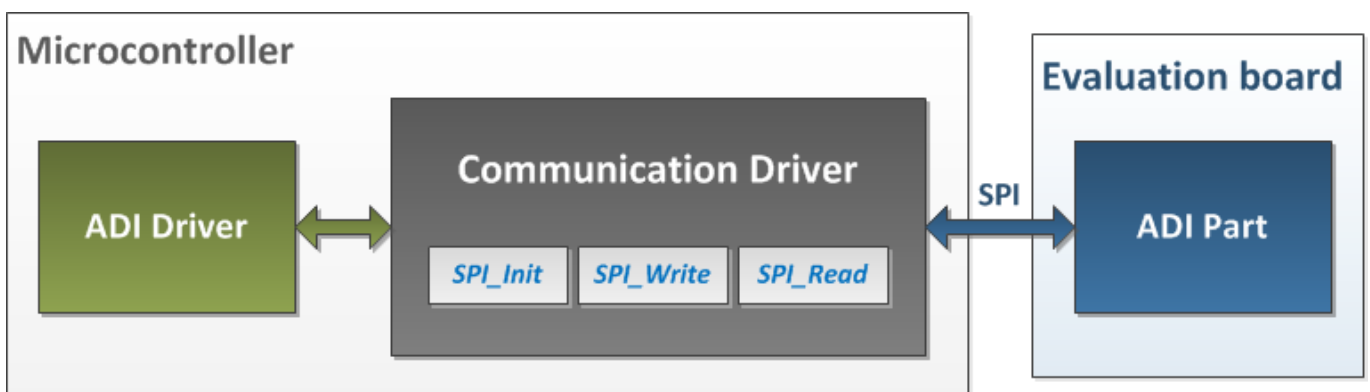 Microcontroller
Evaluation board
Communication Driver
ADI Driver
SPI
ADI Part
SPI_Init
SPI_Write
SPI_Read